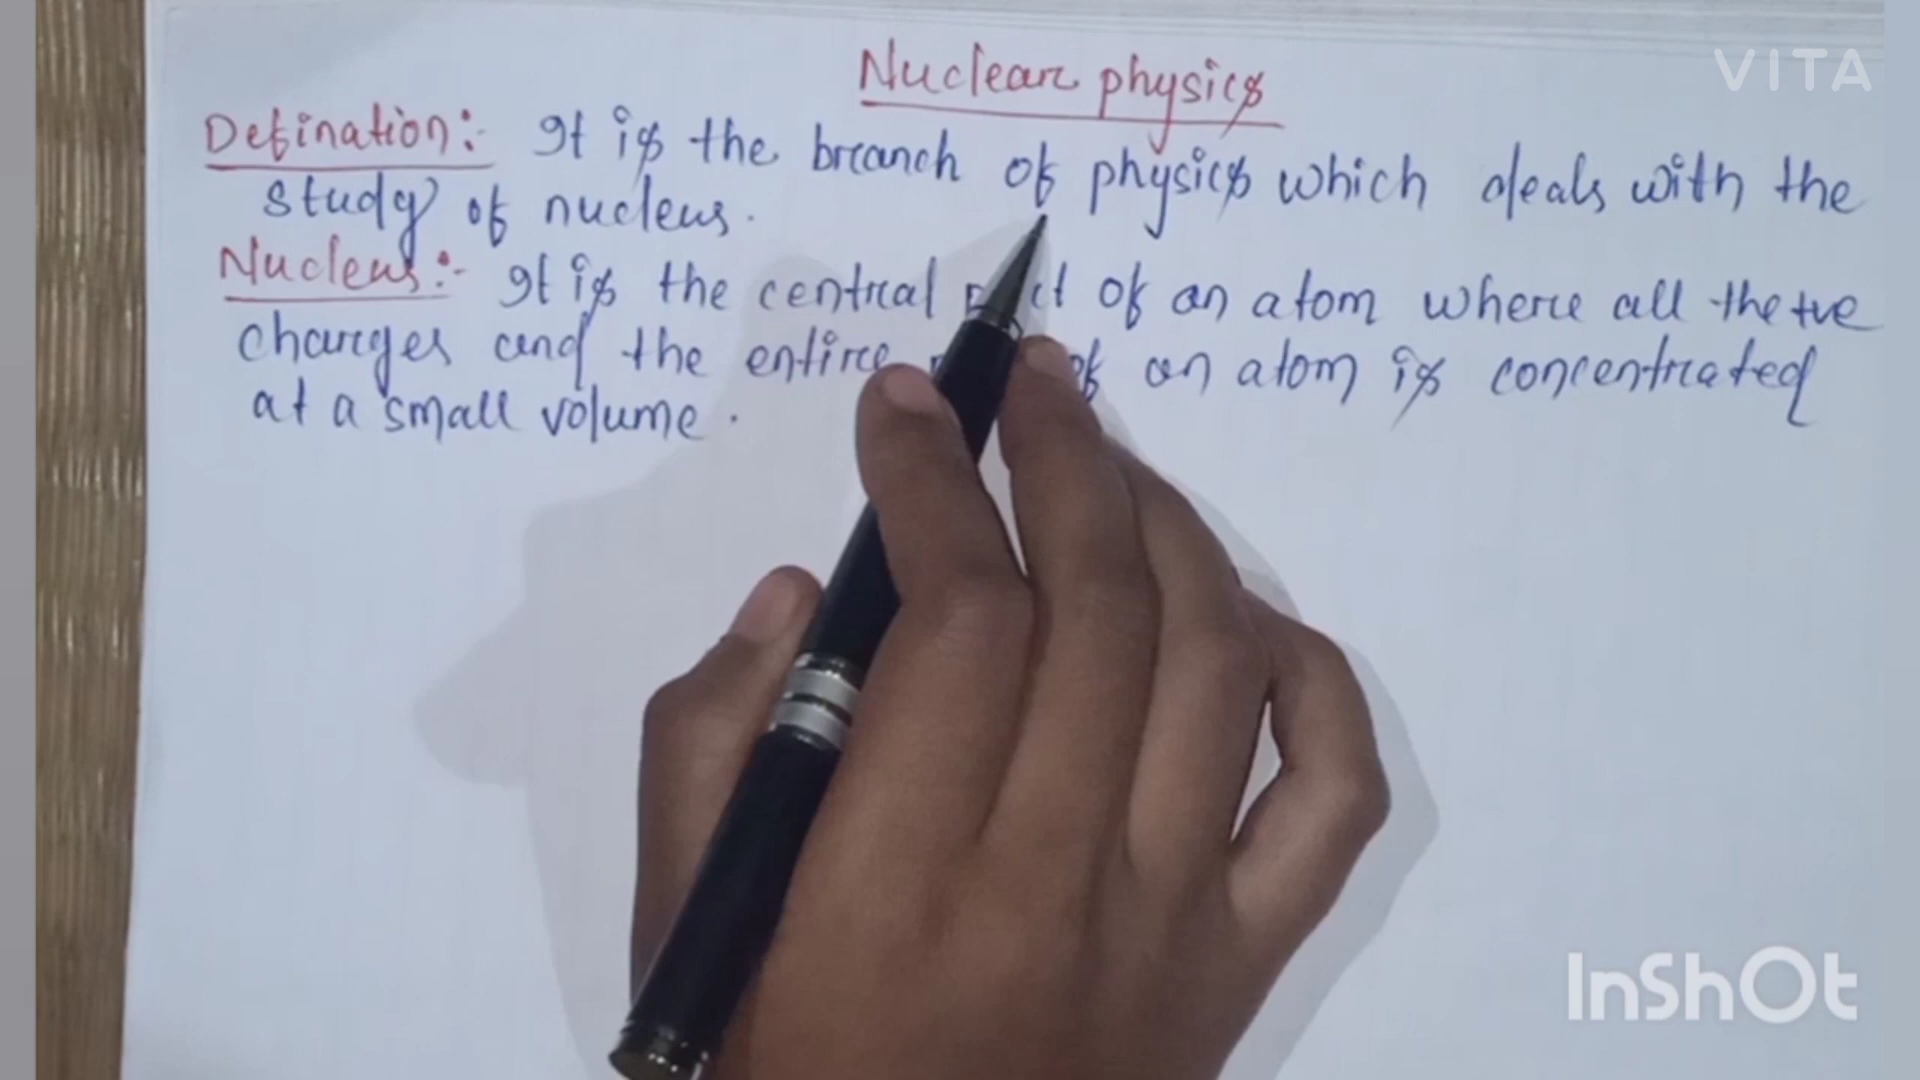 Nuclear physics
VITA
Defination:- It is the branch of physics which deals with the
study of nucleus.
Nucleus:- It is the central of an atom where all the +ve
charges and the entire of an atom is concentrated
at a small volume.
InShOt